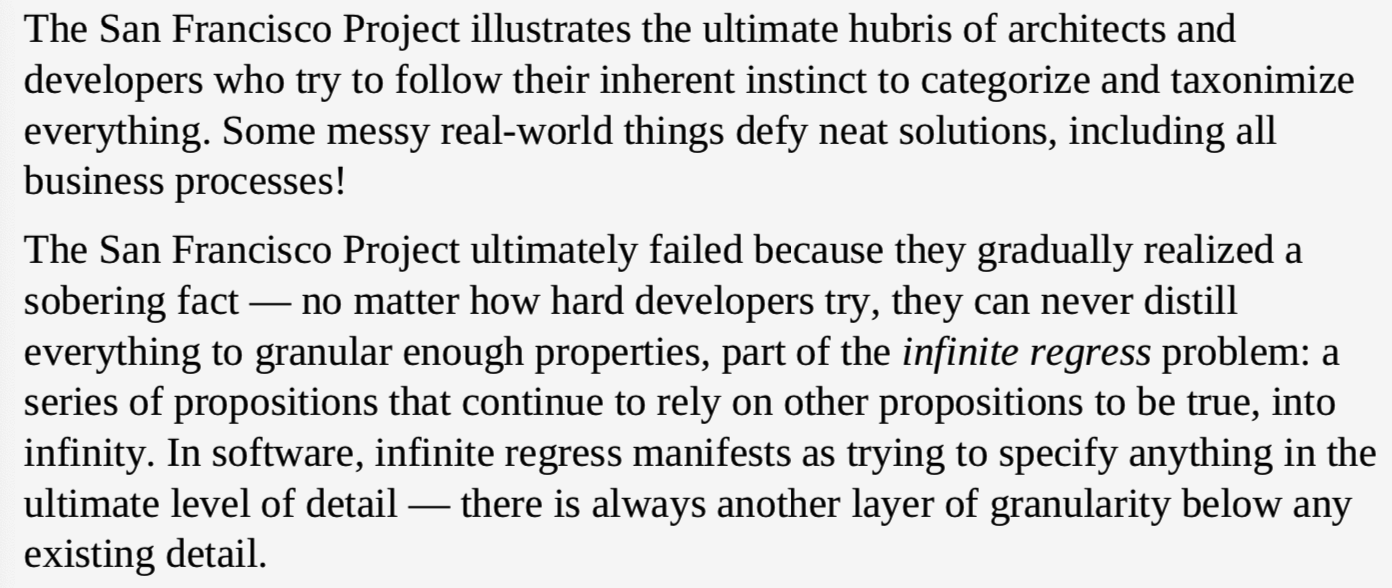 The San Francisco Project illustrates the ultimate hubris of architects and
developers who try to follow their inherent instinct to categorize and taxonimize
everything. Some messy real-world things defy neat solutions, including all
business processes!
The San Francisco Project ultimately failed because they gradually realized a
sobering fact — no matter how hard developers try, they can never distill
everything to granular enough properties, part of the infinite regress problem: a
series of propositions that continue to rely on other propositions to be true, into
infinity. In software, infinite regress manifests as trying to specify anything in the
ultimate level of detail — there is always another layer of granularity below any
existing detail.